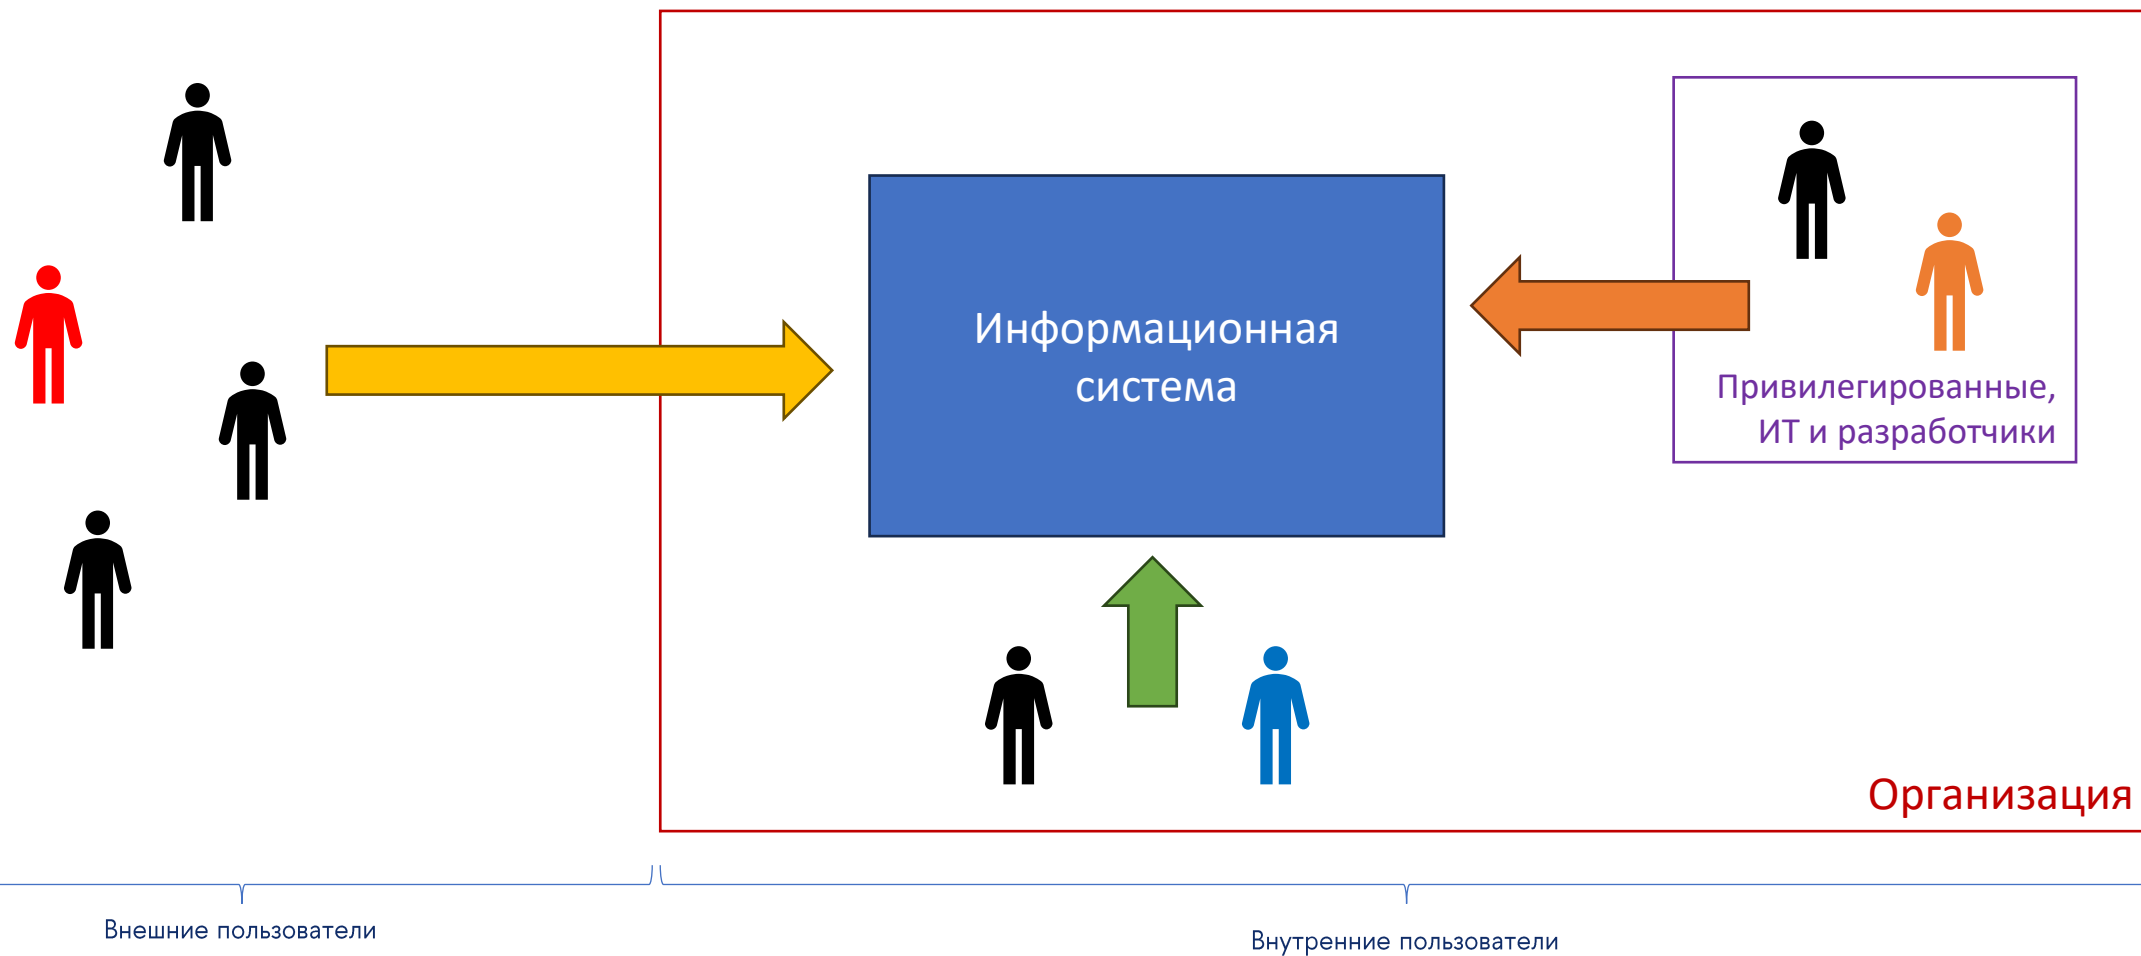 Информационная
система
Привилегированные,
ИТ и разработчики
Организация
Внешние пользователи
Внутренние пользователи